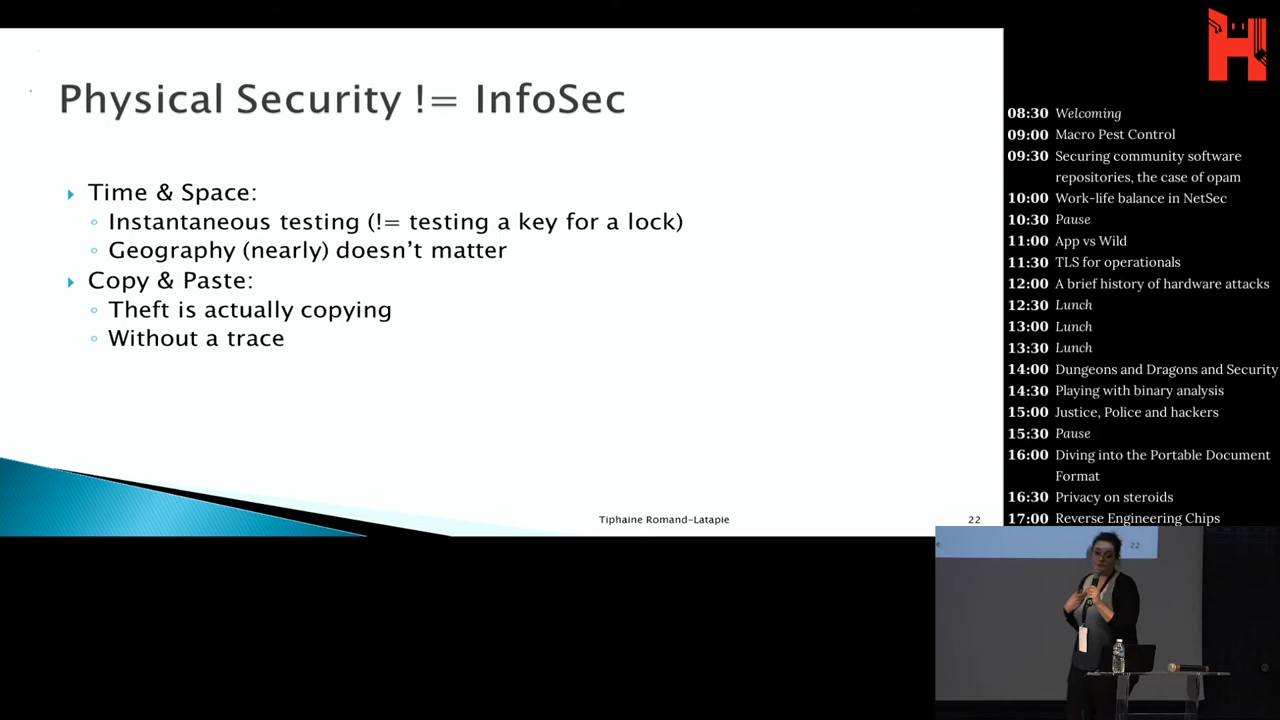 Physical Security != InfoSec
Time & Space:
Instantaneous testing (!= testing a key for a lock)
Geography (nearly) doesn’t matter
Copy & Paste:
Theft is actually copying
Without a trace
Tiphaine Romand-Latapie
22
08:30 Welcoming
09:00 Macro Pest Control
09:30 Securing community software
repositories, the case of opam
10:00 Work-life balance in NetSec
10:30 Pause
11:00 App vs Wild
11:30 TLS for operationals
12:00 A brief history of hardware attacks
12:30 Lunch
13:00 Lunch
13:30 Lunch
14:00 Dungeons and Dragons and Security
14:30 Playing with binary analysis
15:00 Justice, Police and hackers
15:30 Pause
16:00 Diving into the Portable Document
Format
16:30 Privacy on steroids
17:00 Reverse Engineering Chips
22